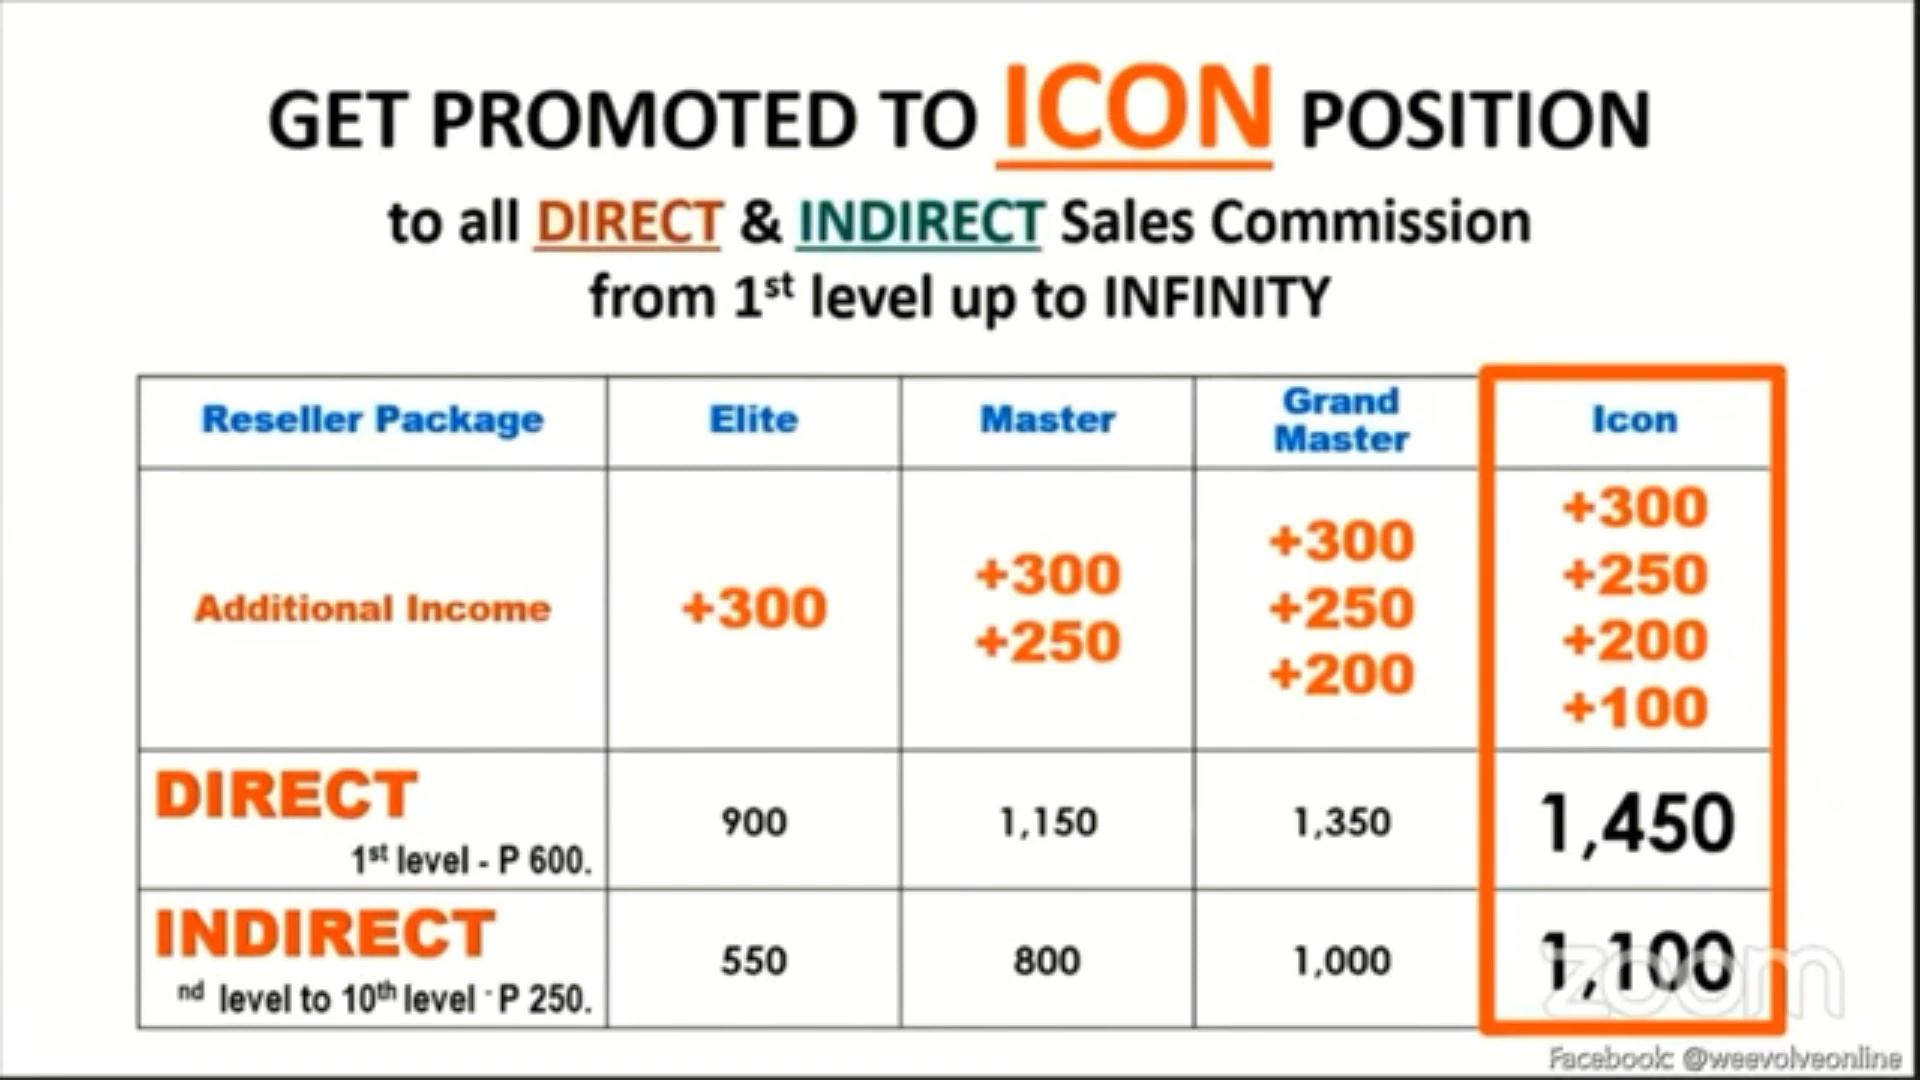 GET PROMOTED TO ICON POSITION
to all DIRECT & INDIRECT Sales Commission
from 1st level up to INFINITY
Reseller Package Elite Master Grand Master Icon
Additional Income
+300
+300
+250
+300
+250
+200
+300
+250
+200
+100
DIRECT
1st level - P 600.
900 1,150 1,350 1,450
INDIRECT
nd level to 10th level - P 250.
550 800 1,000 1,100
zoom
Facebook: @weevolveonline